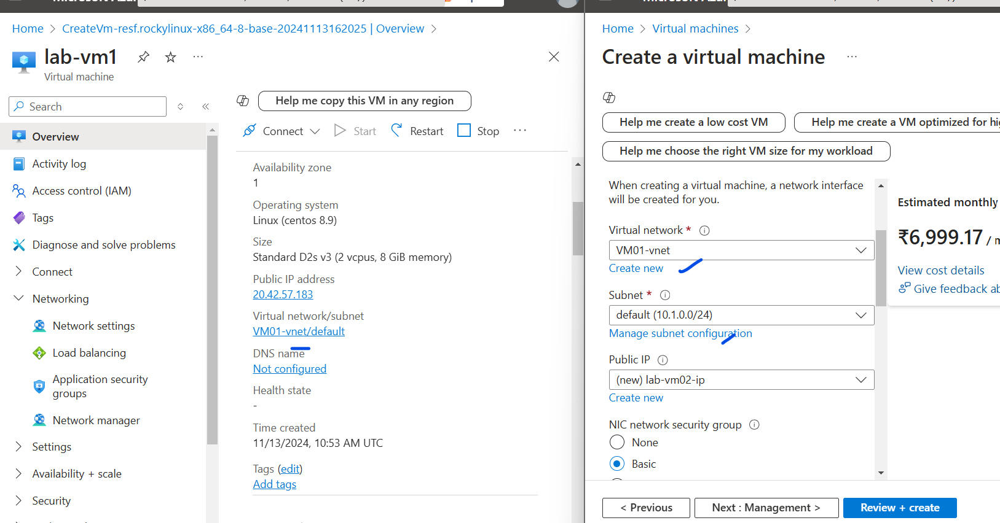 Home > CreateVm-resf.rockylinux-x86_64-8-base-20241113162025 | Overview >
lab-vm1
...
Virtual machine
Search
Overview
Activity log
Access control (IAM)
Tags
Diagnose and solve problems
Connect
Networking
Network settings
Load balancing
Application security
groups
Network manager
Settings
Availability + scale
Security
Help me copy this VM in any region
Connect
Start
Restart
Stop
...
Availability zone
1
Operating system
Linux (centos 8.9)
Size
Standard D2s v3 (2 vcpus, 8 GiB memory)
Public IP address
20.42.57.183
Virtual network/subnet
VM01-vnet/default
DNS name
Not configured
Health state
-
Time created
11/13/2024, 10:53 AM UTC
Tags (edit)
Add tags
Home > Virtual machines >
Create a virtual machine
...
Help me create a low cost VM
Help me create a VM optimized for
Help me choose the right VM size for my workload
When creating a virtual machine, a network interface
will be created for you.
Virtual network *
VM01-vnet
Create new
Subnet *
default (10.1.0.0/24)
Manage subnet configuration
Public IP
(new) lab-vm02-ip
Create new
NIC network security group
None
Basic
Estimated monthly
₹6,999.17 /
View cost details
Give feedback
< Previous
Next : Management >
Review + create